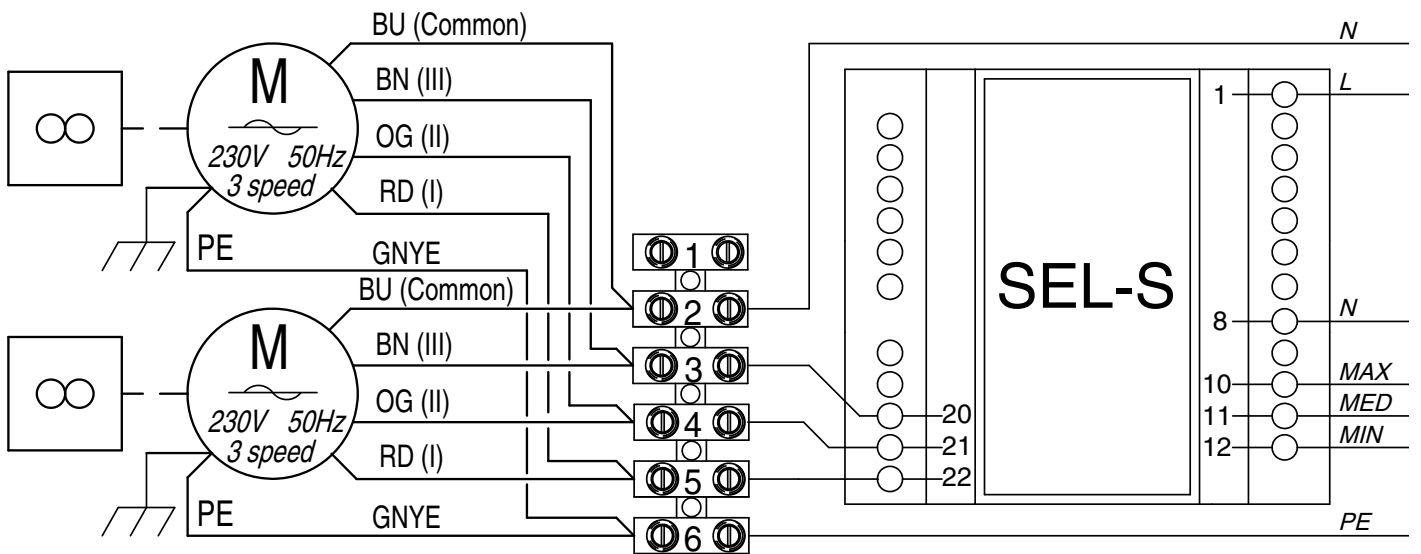 BU (Common)
M
230V 50Hz
3 speed
BN (III)
OG (II)
RD (I)
PE
GNYE
BU (Common)
M
230V 50Hz
3 speed
BN (III)
OG (II)
RD (I)
PE
GNYE
1
2
3
4
5
6
20
21
22
SEL-S
1
8
10
11
12
N
L
N
MAX
MED
MIN
PE